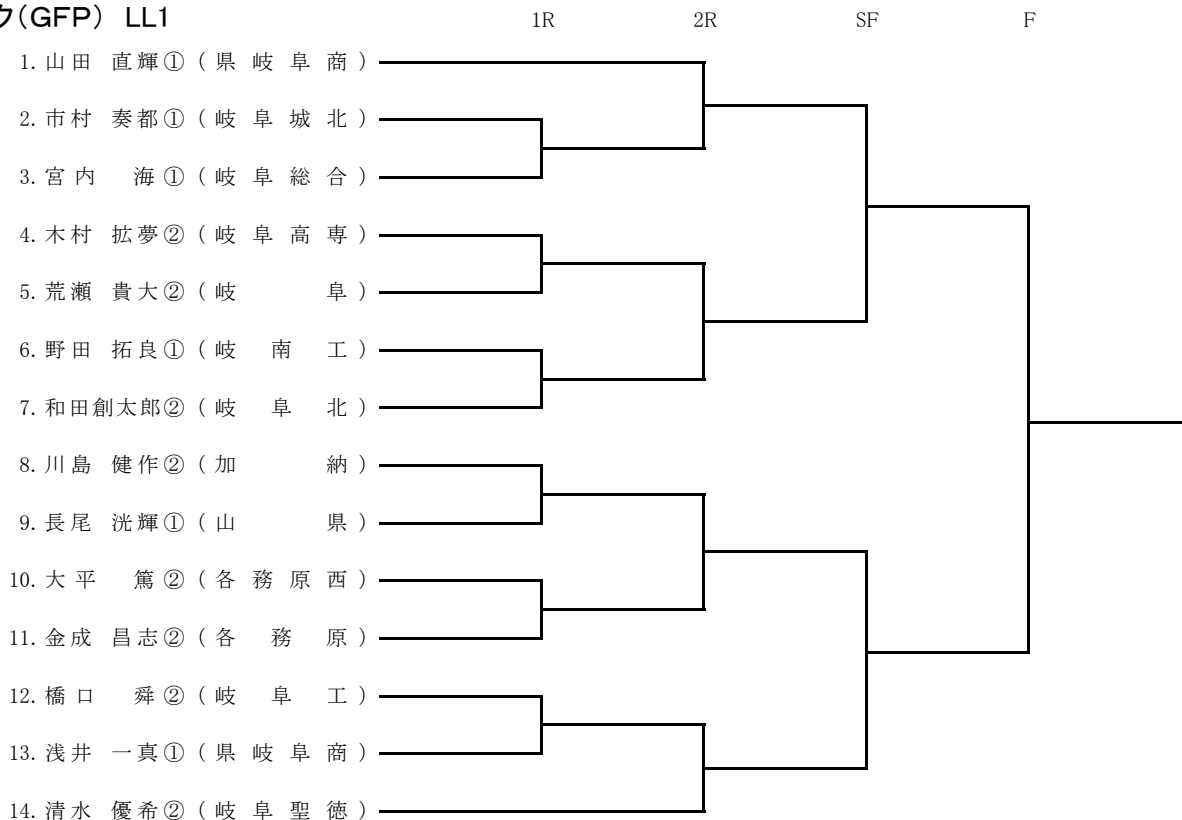 ク(GFP) LL1 1R 2R SF F
1. 山田 直輝① (県岐阜商)
2. 市村 奏都① (岐阜城北)
3. 宮内 海① (岐阜総合)
4. 木村 拡夢② (岐阜高専)
5. 荒瀬 貴大② (岐阜)
6. 野田 拓良① (岐南工)
7. 和田創太郎② (岐阜北)
8. 川島 健作② (加納)
9. 長尾 洸輝① (山県)
10. 大平 篤② (各務原西)
11. 金成 昌志② (各務原)
12. 橋口 舜② (岐阜工)
13. 浅井 一真① (県岐阜商)
14. 清水 優希② (岐阜聖徳)